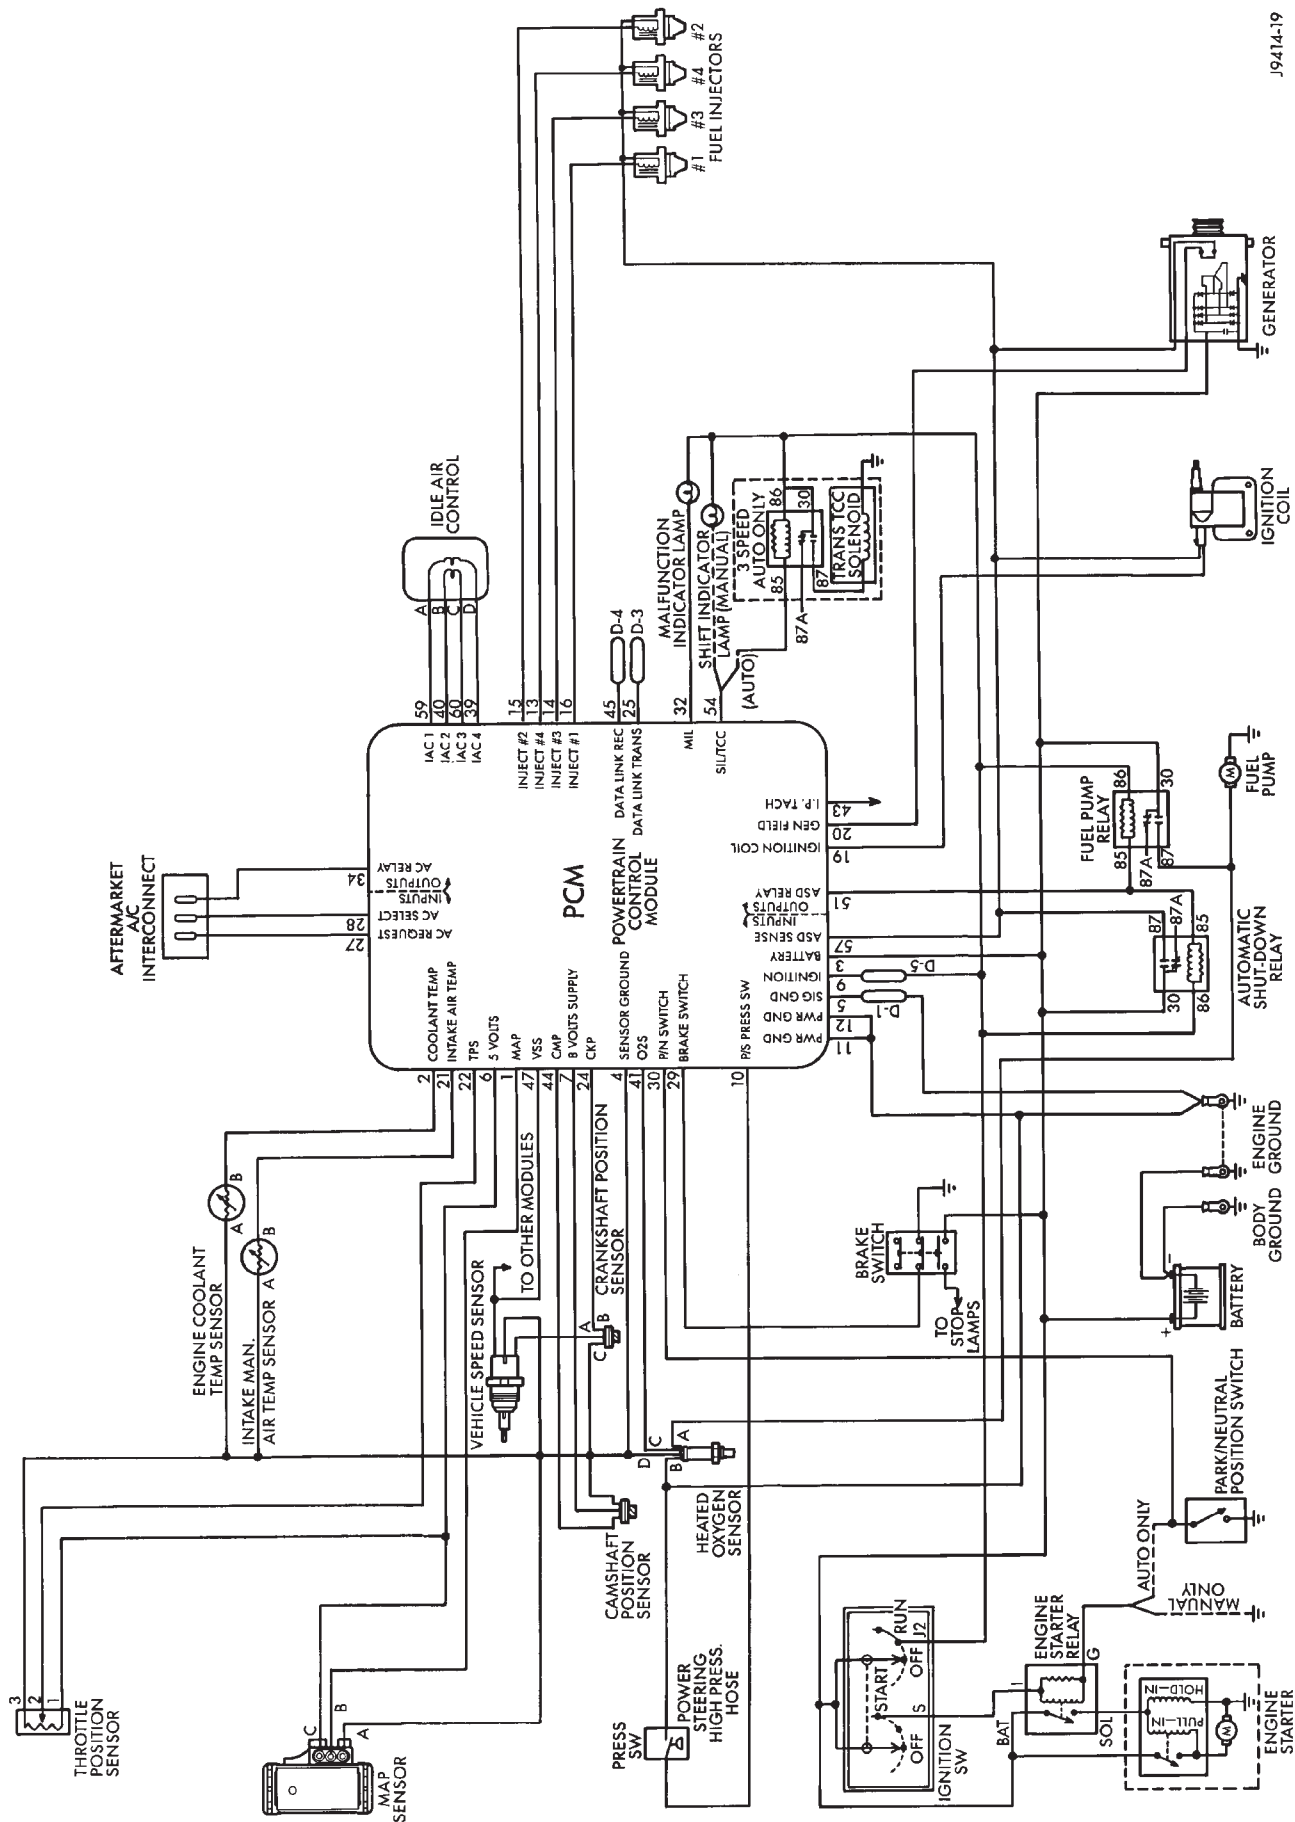 J9414-19
#2
#4
#3
#1
FUEL INJECTORS
GENERATOR
IGNITION
COIL
IDLE AIR
CONTROL
A
B
C
D
59
40
60
39
IAC 1
IAC 2
IAC 3
IAC 4
15
13
14
16
INJECT #2
INJECT #4
INJECT #3
INJECT #1
45
25
D-4
D-3
DATA LINK REC
DATA LINK TRANS
32
54
MIL
SIL/TCC
MALFUNCTION
INDICATOR LAMP
SHIFT INDICATOR
LAMP (MANUAL)
(AUTO)
3 SPEED
AUTO ONLY
86
30
85
87
87A
TRANS TCC
SOLENOID
AFTERMARKET
A/C
INTERCONNECT
34
28
27
AC RELAY
OUTPUTS
INPUTS
AC SELECT
AC REQUEST
PCM
POWERTRAIN
CONTROL
MODULE
43
20
19
51
57
3
9
5
12
11
I.P. TACH
GEN FIELD
IGNITION COIL
ASD RELAY
OUTPUTS
INPUTS
ASD SENSE
BATTERY
IGNITION
SIG GND
PWR GND
PWR GND
D-5
D-1
FUEL PUMP
RELAY
86
30
85
87A
87
M
FUEL
PUMP
AUTOMATIC
SHUT-DOWN
RELAY
87
87A
85
30
86
COOLANT TEMP
INTAKE AIR TEMP
TPS
5 VOLTS
MAP
VSS
CMP
8 VOLTS SUPPLY
CKP
SENSOR GROUND
O2S
P/N SWITCH
BRAKE SWITCH
P/S PRESS SW
2
21
22
6
1
47
44
7
24
4
41
30
29
10
ENGINE COOLANT
TEMP SENSOR
A
B
INTAKE MAN.
AIR TEMP SENSOR
A
B
VEHICLE SPEED SENSOR
TO OTHER MODULES
CRANKSHAFT POSITION
SENSOR
A
B
C
BRAKE
SWITCH
TO
STOP
LAMPS
ENGINE
GROUND
BODY
GROUND
BATTERY
+
-
THROTTLE
POSITION
SENSOR
3
2
1
MAP
SENSOR
C
B
A
CAMSHAFT
POSITION
SENSOR
HEATED
OXYGEN
SENSOR
D
C
B
A
PRESS
SW
POWER
STEERING
HIGH PRESS.
HOSE
IGNITION
SW
OFF
START
S
OFF
RUN
J2
ENGINE
STARTER
RELAY
BAT
I
SOL
G
AUTO ONLY
MANUAL
ONLY
PARK/NEUTRAL
POSITION SWITCH
PULL-IN
HOLD-IN
M
ENGINE
STARTER